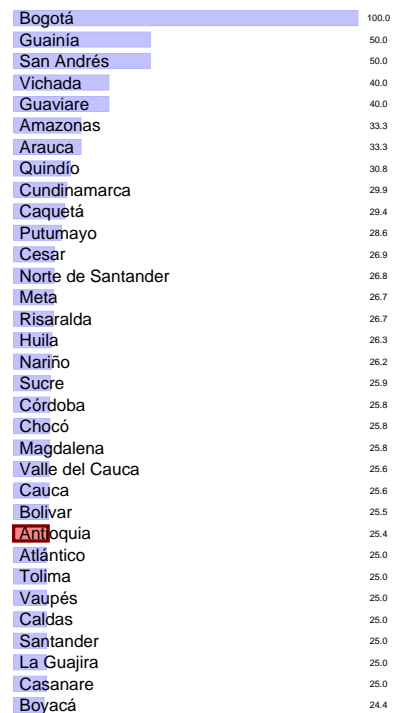 Bogotá 100.0
Guainía 50.0
San Andrés 50.0
Vichada 40.0
Guaviare 40.0
Amazonas 33.3
Arauca 33.3
Quindío 30.8
Cundinamarca 29.9
Caquetá 29.4
Putumayo 28.6
Cesar 26.9
Norte de Santander 26.8
Meta 26.7
Risaralda 26.7
Huila 26.3
Nariño 26.2
Sucre 25.9
Córdoba 25.8
Chocó 25.8
Magdalena 25.8
Valle del Cauca 25.6
Cauca 25.6
Bolivar 25.5
Antioquia 25.4
Atlántico 25.0
Tolima 25.0
Vaupés 25.0
Caldas 25.0
Santander 25.0
La Guajira 25.0
Casanare 25.0
Boyacá 24.4